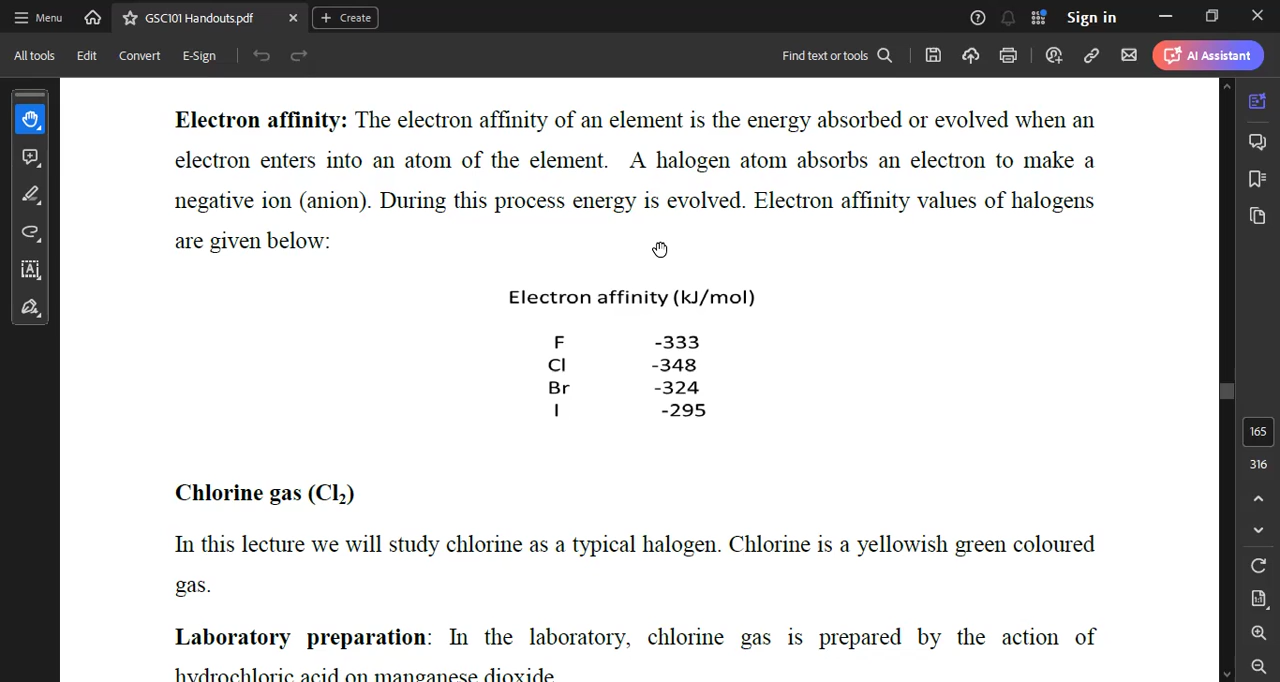 Menu
GSC101 Handouts.pdf
Create
Sign in
All tools
Edit
Convert
E-Sign
Find text or tools
AI Assistant
Electron affinity: The electron affinity of an element is the energy absorbed or evolved when an
electron enters into an atom of the element. A halogen atom absorbs an electron to make a
negative ion (anion). During this process energy is evolved. Electron affinity values of halogens
are given below:
Electron affinity (kJ/mol)
F -333
Cl -348
Br -324
I -295
Chlorine gas (Cl₂)
In this lecture we will study chlorine as a typical halogen. Chlorine is a yellowish green coloured
gas.
Laboratory preparation: In the laboratory, chlorine gas is prepared by the action of
hydrochloric acid on manganese dioxide
165
316